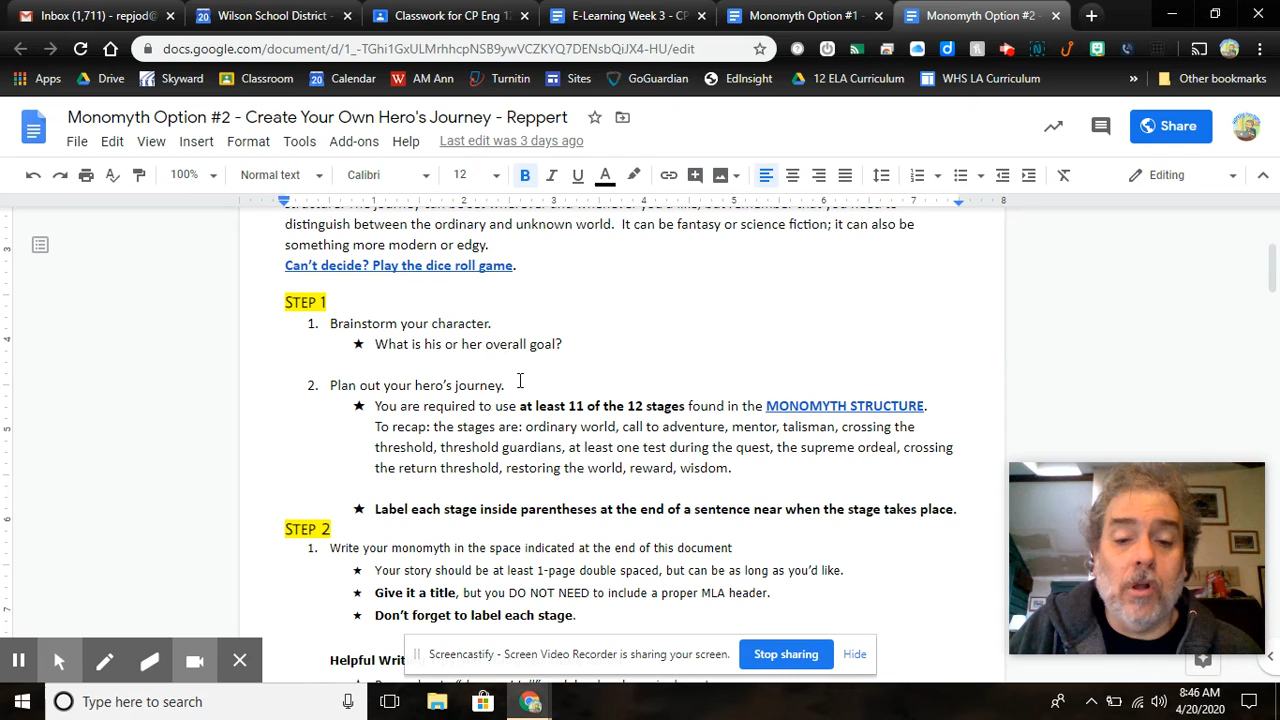 Inbox (1,711) - repjod@
Wilson School District -
Classwork for CP Eng 12
E-Learning Week 3 - CP
Monomyth Option #1 -
Monomyth Option #2 -
docs.google.com/document/d/1_-TGhi1GxULMrhhcpNSB9ywVCZKYQ7DENsbQiJX4-HU/edit
Apps
Drive
Skyward
Classroom
20 Calendar
AM Ann
Turnitin
Sites
GoGuardian
EdInsight
12 ELA Curriculum
WHS LA Curriculum
Other bookmarks
Monomyth Option #2 - Create Your Own Hero's Journey - Reppert
File Edit View Insert Format Tools Add-ons Help Last edit was 3 days ago
Share
100% Normal text Calibri 12 B I U A Editing
1 2 3 4 5 6 7 8
distinguish between the ordinary and unknown world. It can be fantasy or science fiction; it can also be
something more modern or edgy.
Can't decide? Play the dice roll game.
STEP 1
1. Brainstorm your character.
★ What is his or her overall goal?
2. Plan out your hero's journey.
★ You are required to use at least 11 of the 12 stages found in the MONOMYTH STRUCTURE.
To recap: the stages are: ordinary world, call to adventure, mentor, talisman, crossing the
threshold, threshold guardians, at least one test during the quest, the supreme ordeal, crossing
the return threshold, restoring the world, reward, wisdom.
★ Label each stage inside parentheses at the end of a sentence near when the stage takes place.
STEP 2
1. Write your monomyth in the space indicated at the end of this document
★ Your story should be at least 1-page double spaced, but can be as long as you'd like.
★ Give it a title, but you DO NOT NEED to include a proper MLA header.
★ Don't forget to label each stage.
Helpful Writ
Screencastify - Screen Video Recorder is sharing your screen.
Stop sharing
Hide
Type here to search
8:46 AM
4/20/2020